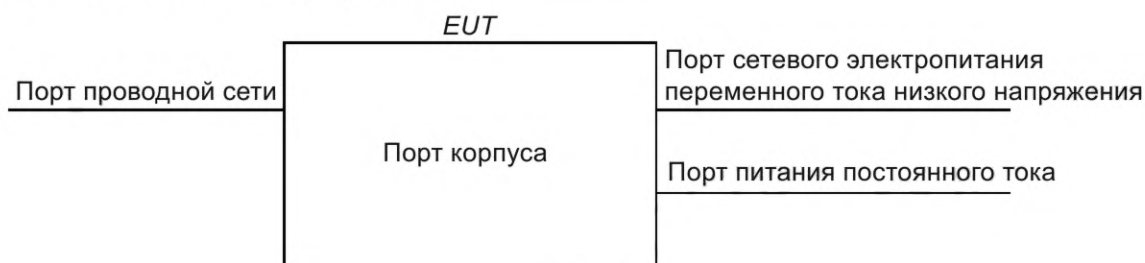 EUT
Порт проводной сети
Порт сетевого электропитания
переменного тока низкого напряжения
Порт корпуса
Порт питания постоянного тока